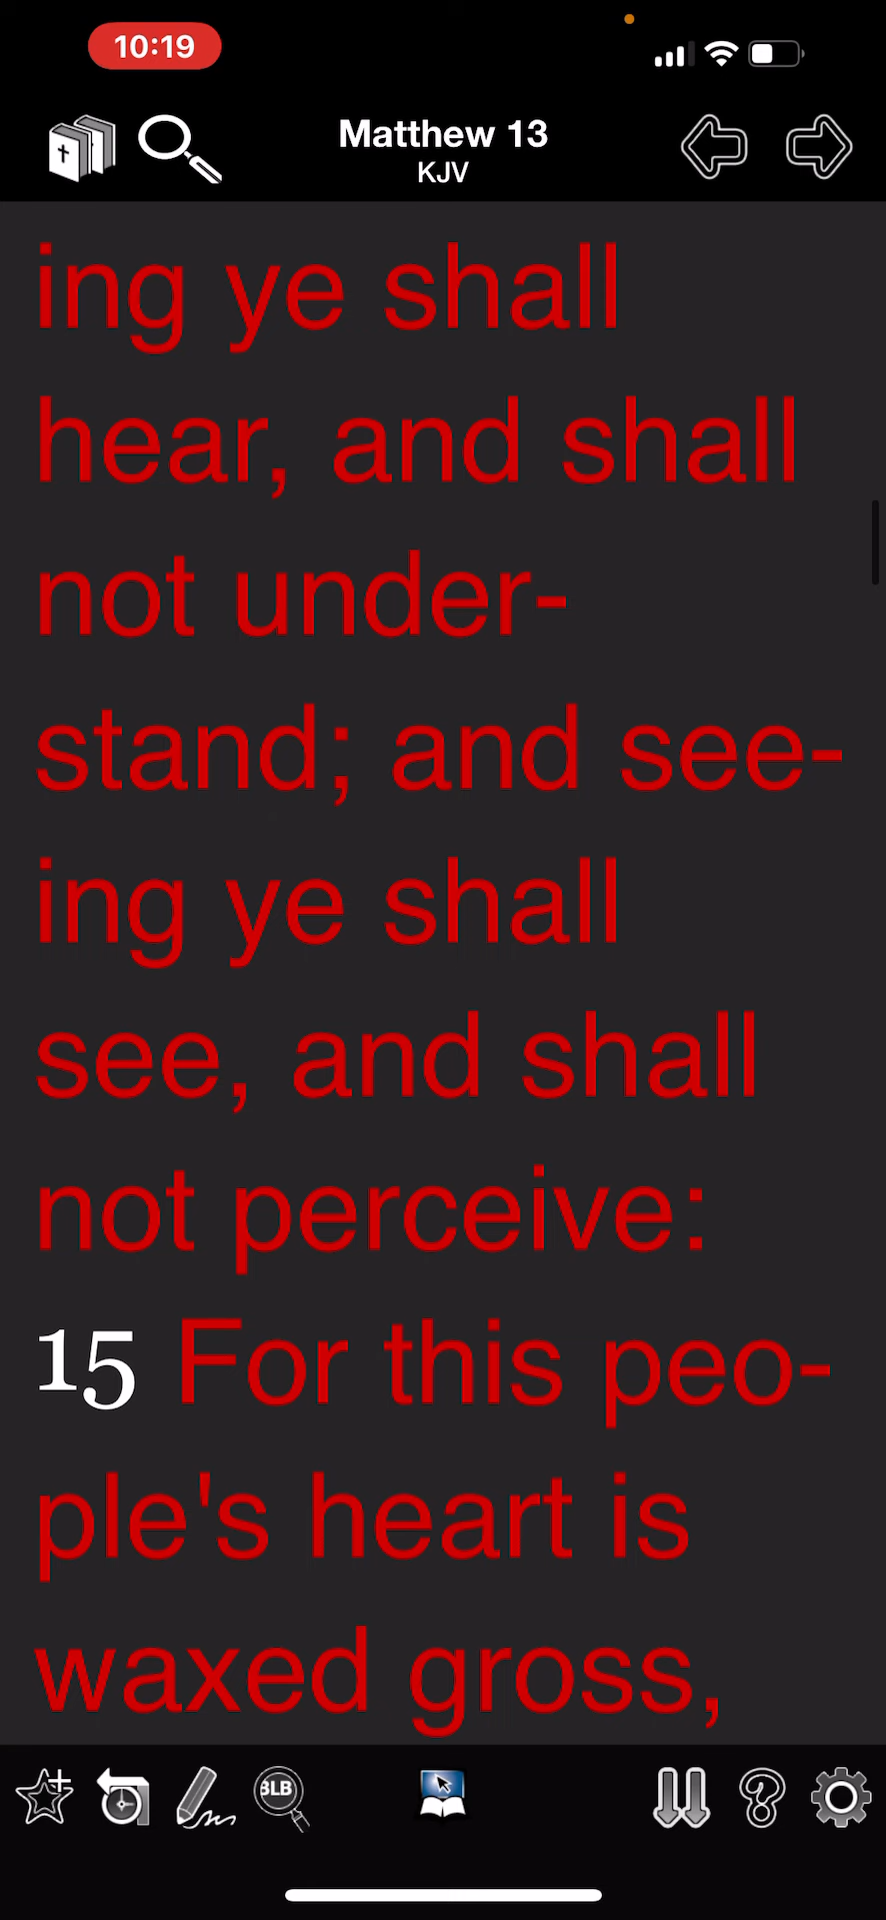 10:19
Matthew 13
KJV
ing ye shall
hear, and shall
not under-
stand; and see-
ing ye shall
see, and shall
not perceive:
15 For this peo-
ple's heart is
waxed gross,
BLB